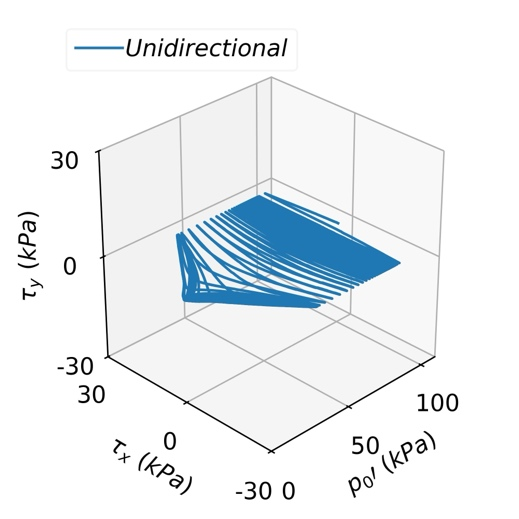 Unidirectional
30
0
-30
τy (kPa)
30
0
-30
τx (kPa)
0
50
100
p0′ (kPa)